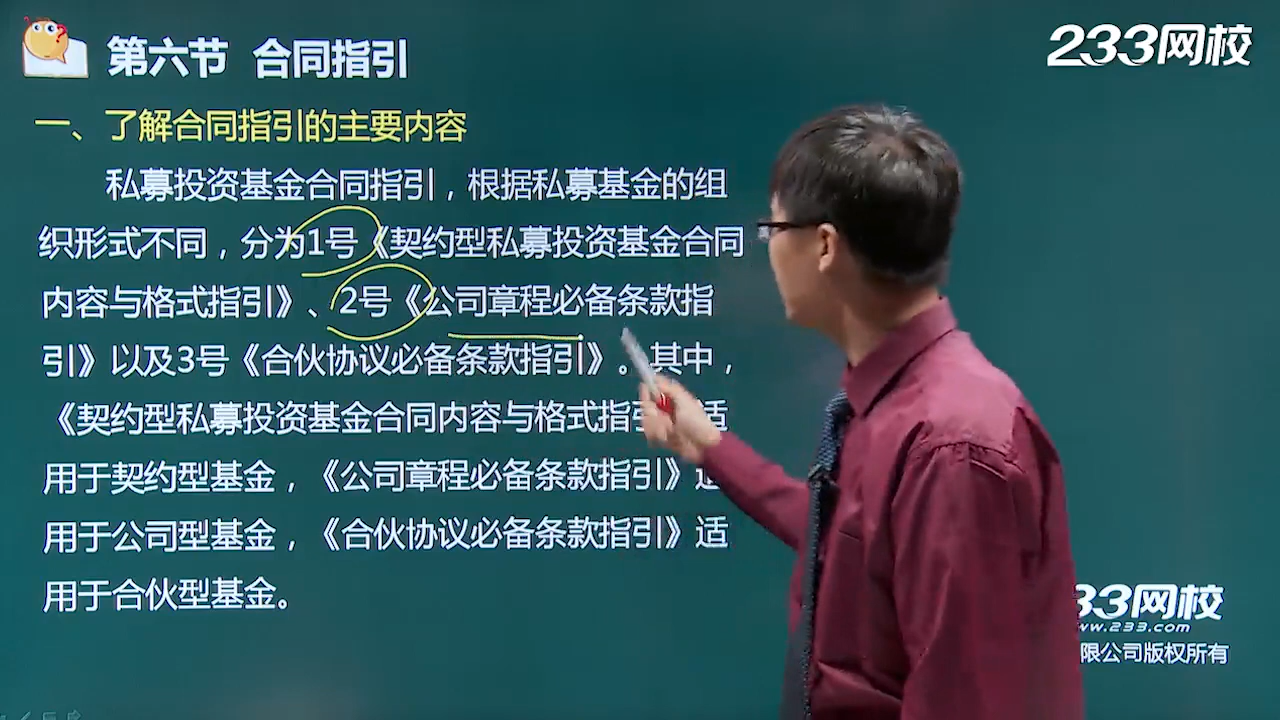 第六节 合同指引
233网校
一、了解合同指引的主要内容
私募投资基金合同指引，根据私募基金的组
织形式不同，分为1号《契约型私募投资基金合同
内容与格式指引》、2号《公司章程必备条款指
引》以及3号《合伙协议必备条款指引》。其中，
《契约型私募投资基金合同内容与格式指引》适
用于契约型基金，《公司章程必备条款指引》适
用于公司型基金，《合伙协议必备条款指引》适
用于合伙型基金。
33网校
ww.233.com
限公司版权所有